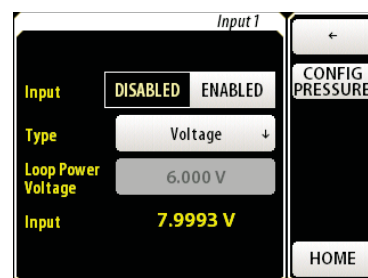 Input 1
←
CONFIG
PRESSURE
Input DISABLED ENABLED
Type Voltage ↓
Loop Power
Voltage 6.000 V
Input 7.9993 V
HOME